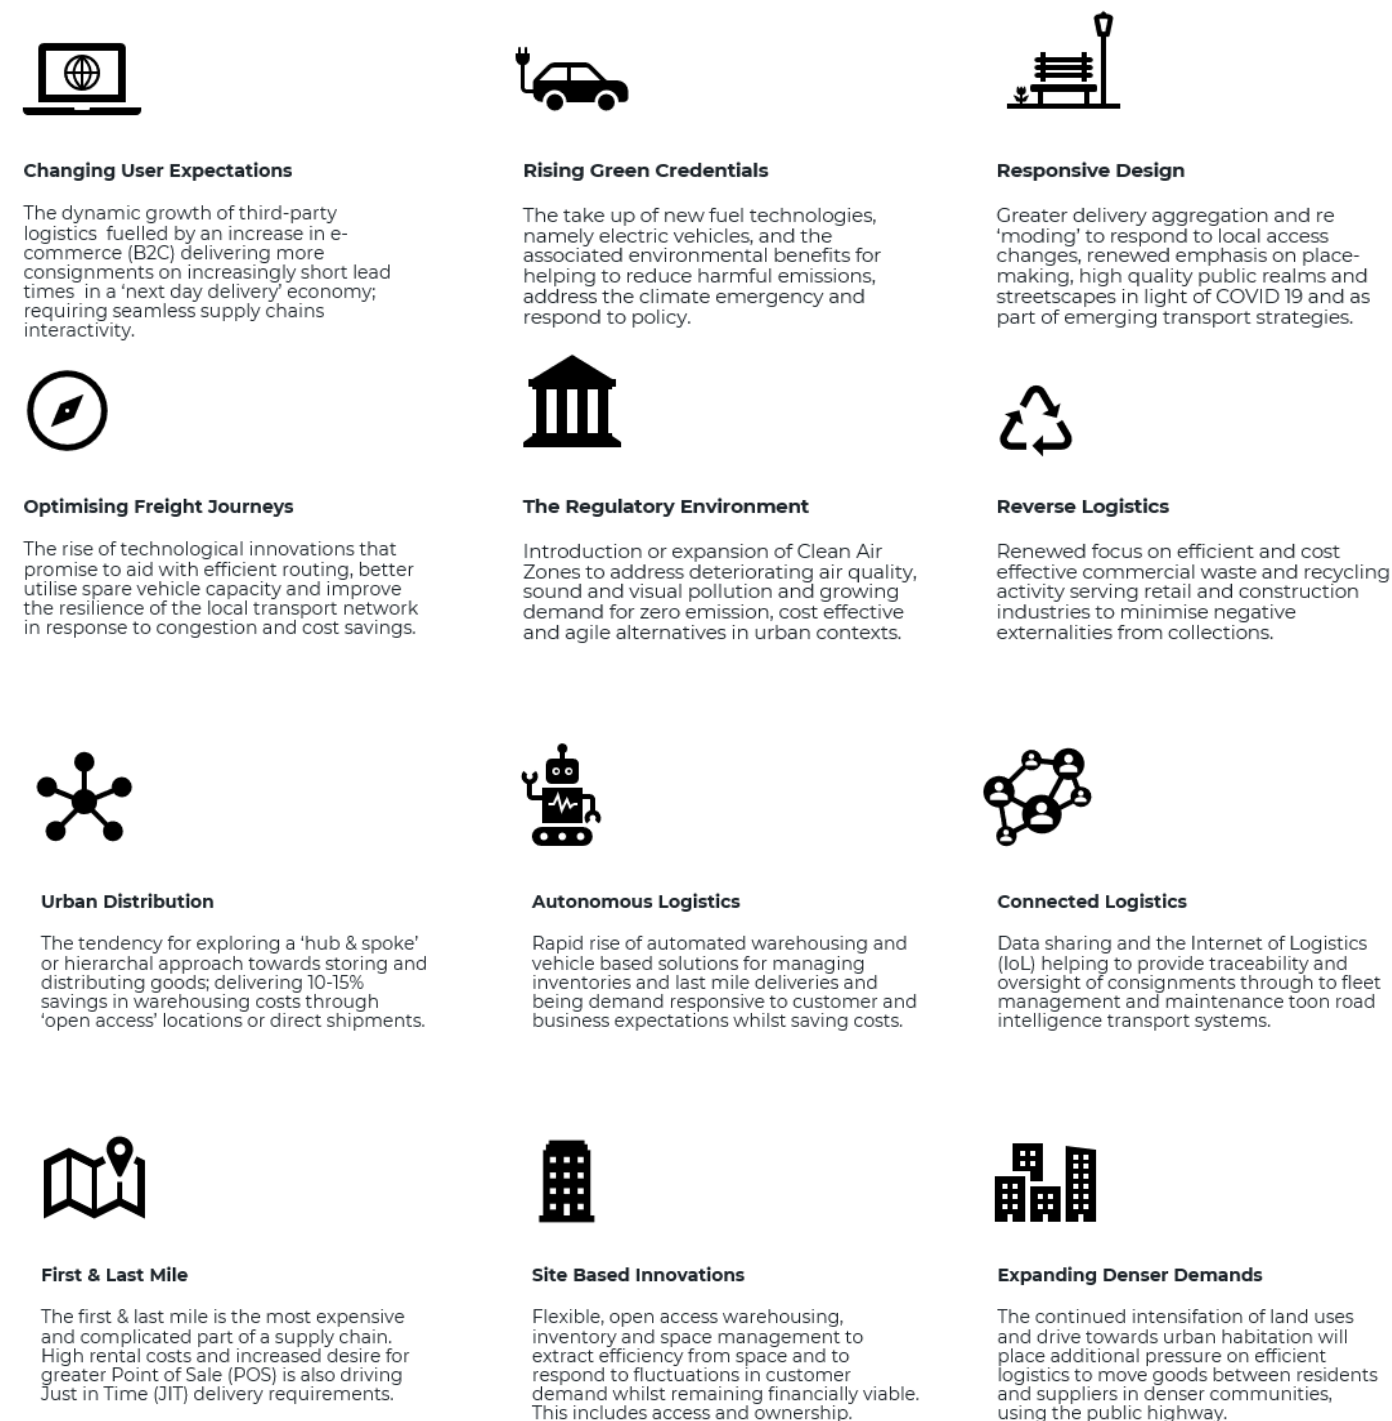 Changing User Expectations
The dynamic growth of third-party
logistics fuelled by an increase in e-
commerce (B2C) delivering more
consignments on increasingly short lead
times in a ‘next day delivery’ economy;
requiring seamless supply chains
interactivity.
Rising Green Credentials
The take up of new fuel technologies,
namely electric vehicles, and the
associated environmental benefits for
helping to reduce harmful emissions,
address the climate emergency and
respond to policy.
Responsive Design
Greater delivery aggregation and re
‘moding’ to respond to local access
changes, renewed emphasis on place-
making, high quality public realms and
streetscapes in light of COVID 19 and as
part of emerging transport strategies.
Optimising Freight Journeys
The rise of technological innovations that
promise to aid with efficient routing, better
utilise spare vehicle capacity and improve
the resilience of the local transport network
in response to congestion and cost savings.
The Regulatory Environment
Introduction or expansion of Clean Air
Zones to address deteriorating air quality,
sound and visual pollution and growing
demand for zero emission, cost effective
and agile alternatives in urban contexts.
Reverse Logistics
Renewed focus on efficient and cost
effective commercial waste and recycling
activity serving retail and construction
industries to minimise negative
externalities from collections.
Urban Distribution
The tendency for exploring a ‘hub & spoke’
or hierarchal approach towards storing and
distributing goods; delivering 10-15%
savings in warehousing costs through
‘open access’ locations or direct shipments.
Autonomous Logistics
Rapid rise of automated warehousing and
vehicle based solutions for managing
inventories and last mile deliveries and
being demand responsive to customer and
business expectations whilst saving costs.
Connected Logistics
Data sharing and the Internet of Logistics
(IoL) helping to provide traceability and
oversight of consignments through to fleet
management and maintenance toon road
intelligence transport systems.
First & Last Mile
The first & last mile is the most expensive
and complicated part of a supply chain.
High rental costs and increased desire for
greater Point of Sale (POS) is also driving
Just in Time (JIT) delivery requirements.
Site Based Innovations
Flexible, open access warehousing,
inventory and space management to
extract efficiency from space and to
respond to fluctuations in customer
demand whilst remaining financially viable.
This includes access and ownership.
Expanding Denser Demands
The continued intensifation of land uses
and drive towards urban habitation will
place additional pressure on efficient
logistics to move goods between residents
and suppliers in denser communities,
using the public highway.